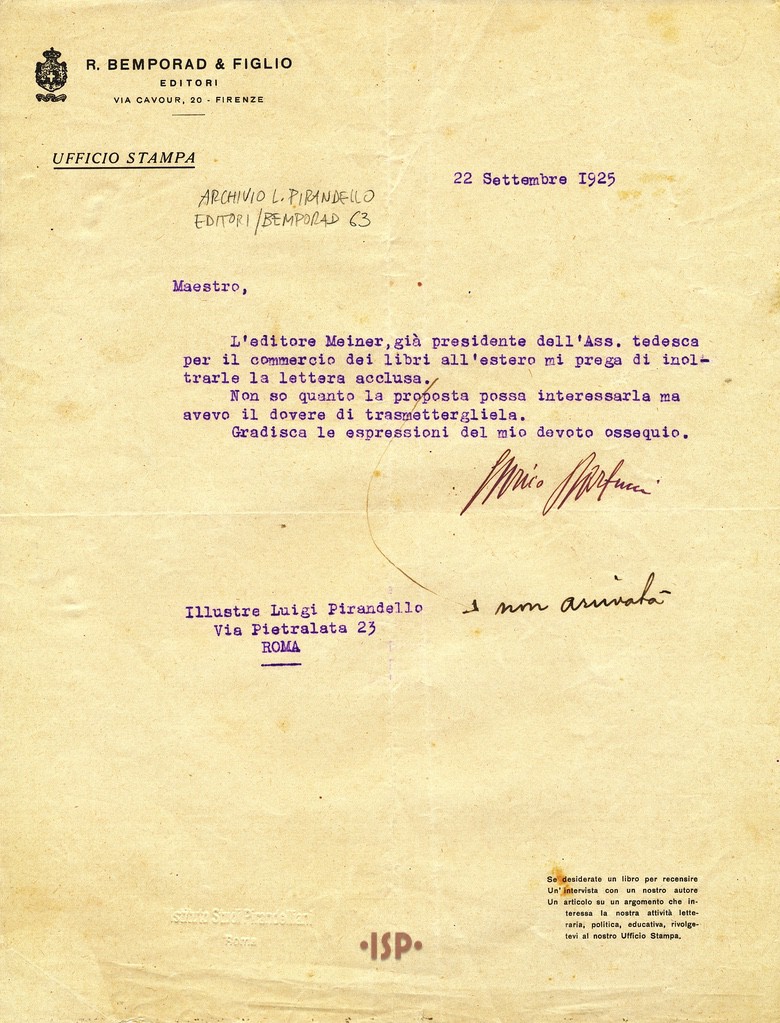 R. BEMPORAD & FIGLIO
EDITORI
VIA CAVOUR, 20 - FIRENZE
UFFICIO STAMPA
22 Settembre 1925
ARCHIVIO L. PIRANDELLO
EDITORI/BEMPORAD 63
Maestro,
L'editore Meiner,già presidente dell'Ass. tedesca
per il commercio dei libri all'estero mi prega di inol-
trarle la lettera acclusa.
Non so quanto la proposta possa interessarla ma
avevo il dovere di trasmettergliela.
Gradisca le espressioni del mio devoto ossequio.
Enrico
non arrivata
Illustre Luigi Pirandello
Via Pietralata 23
ROMA
Se desiderate un libro per recensire
Un' intervista con un nostro autore
Un articolo su un argomento che in-
teressa la nostra attività lette-
raria, politica, educativa, rivolge-
tevi al nostro Ufficio Stampa.
Roma
•ISP•